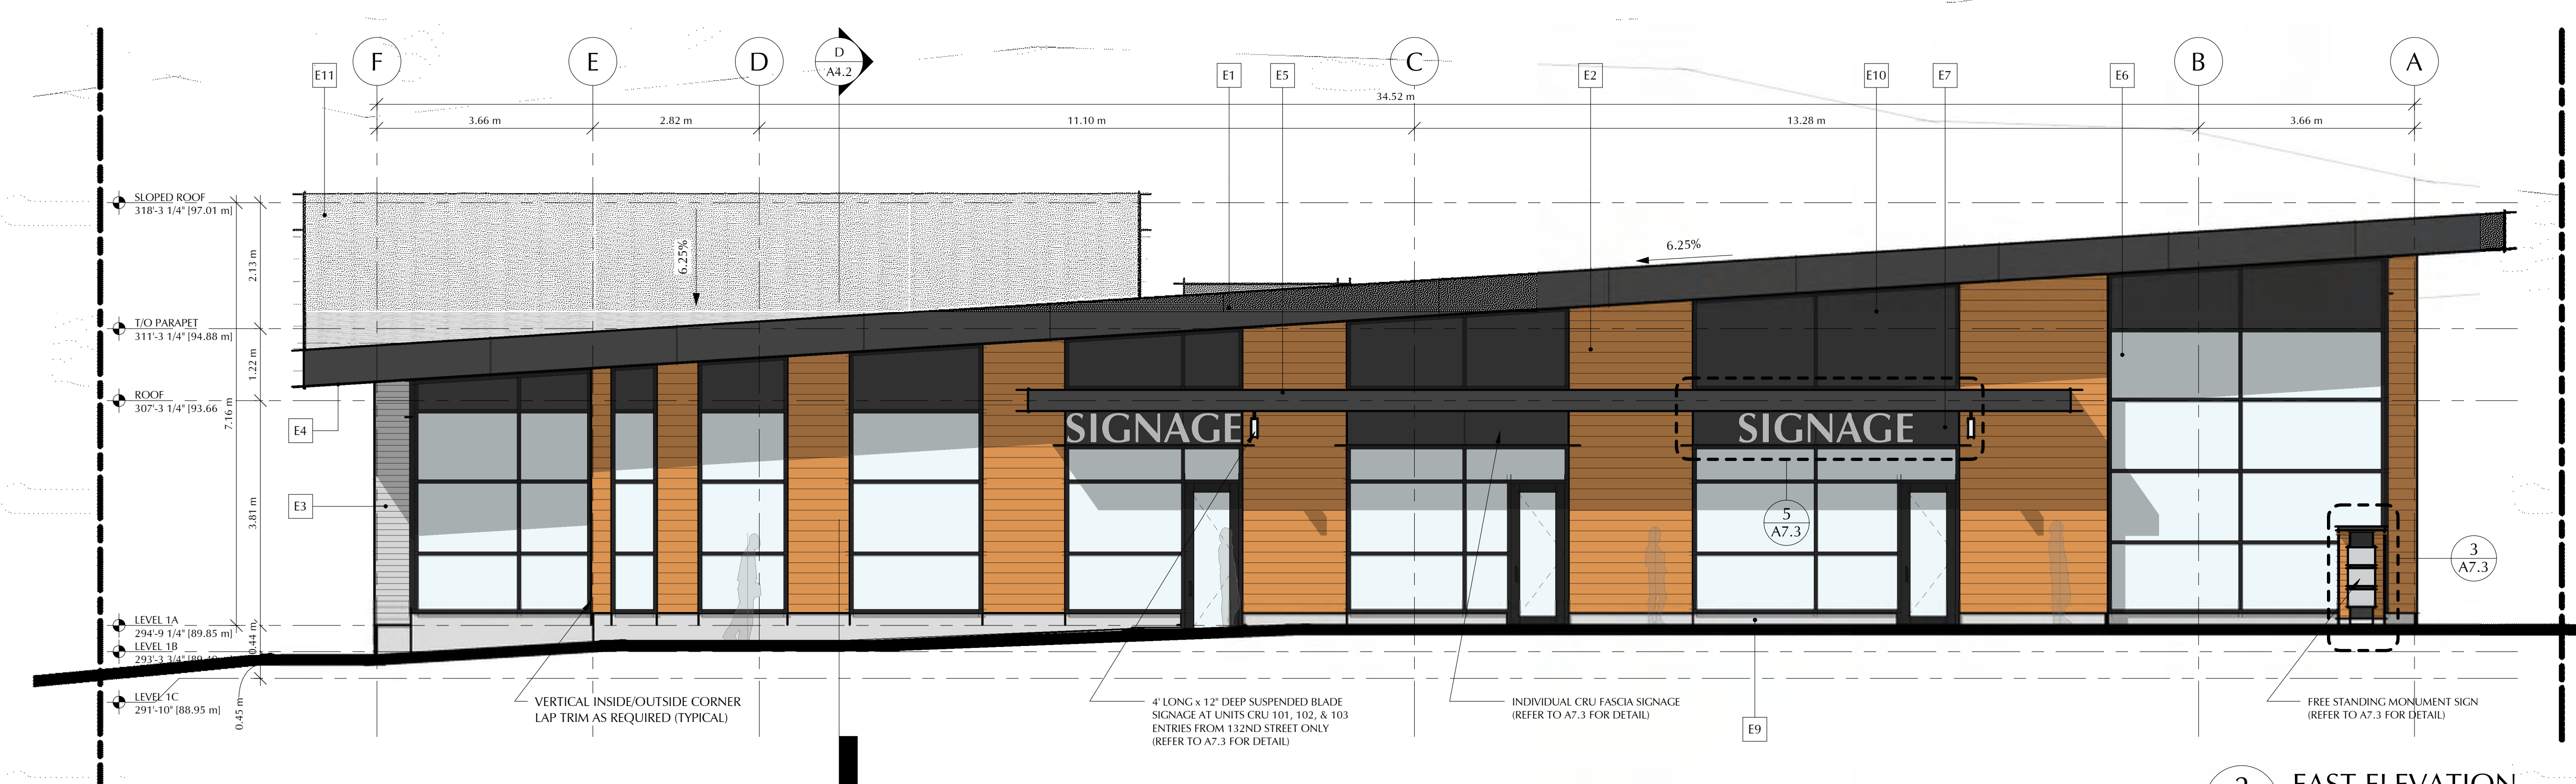 F
E
D
D
A4.2
C
B
A
E11
E1
E5
E2
E10
E7
E6
34.52 m
3.66 m
2.82 m
11.10 m
13.28 m
3.66 m
SLOPED ROOF
318'-3 1/4" [97.01 m]
2.13 m
6.25%
6.25%
T/O PARAPET
311'-3 1/4" [94.88 m]
1.22 m
ROOF
307'-3 1/4" [93.66
7.16 m
E4
SIGNAGE
SIGNAGE
E3
3.81 m
5
A7.3
3
A7.3
LEVEL 1A
294'-9 1/4" [89.85 m]
0.44 m
LEVEL 1B
293'-3 3/4"
LEVEL 1C
291'-10" [88.95 m]
0.45 m
VERTICAL INSIDE/OUTSIDE CORNER
LAP TRIM AS REQUIRED (TYPICAL)
4' LONG x 12" DEEP SUSPENDED BLADE
SIGNAGE AT UNITS CRU 101, 102, & 103
ENTRIES FROM 132ND STREET ONLY
(REFER TO A7.3 FOR DETAIL)
INDIVIDUAL CRU FASCIA SIGNAGE
(REFER TO A7.3 FOR DETAIL)
E9
FREE STANDING MONUMENT SIGN
(REFER TO A7.3 FOR DETAIL)
2
EAST ELEVATION